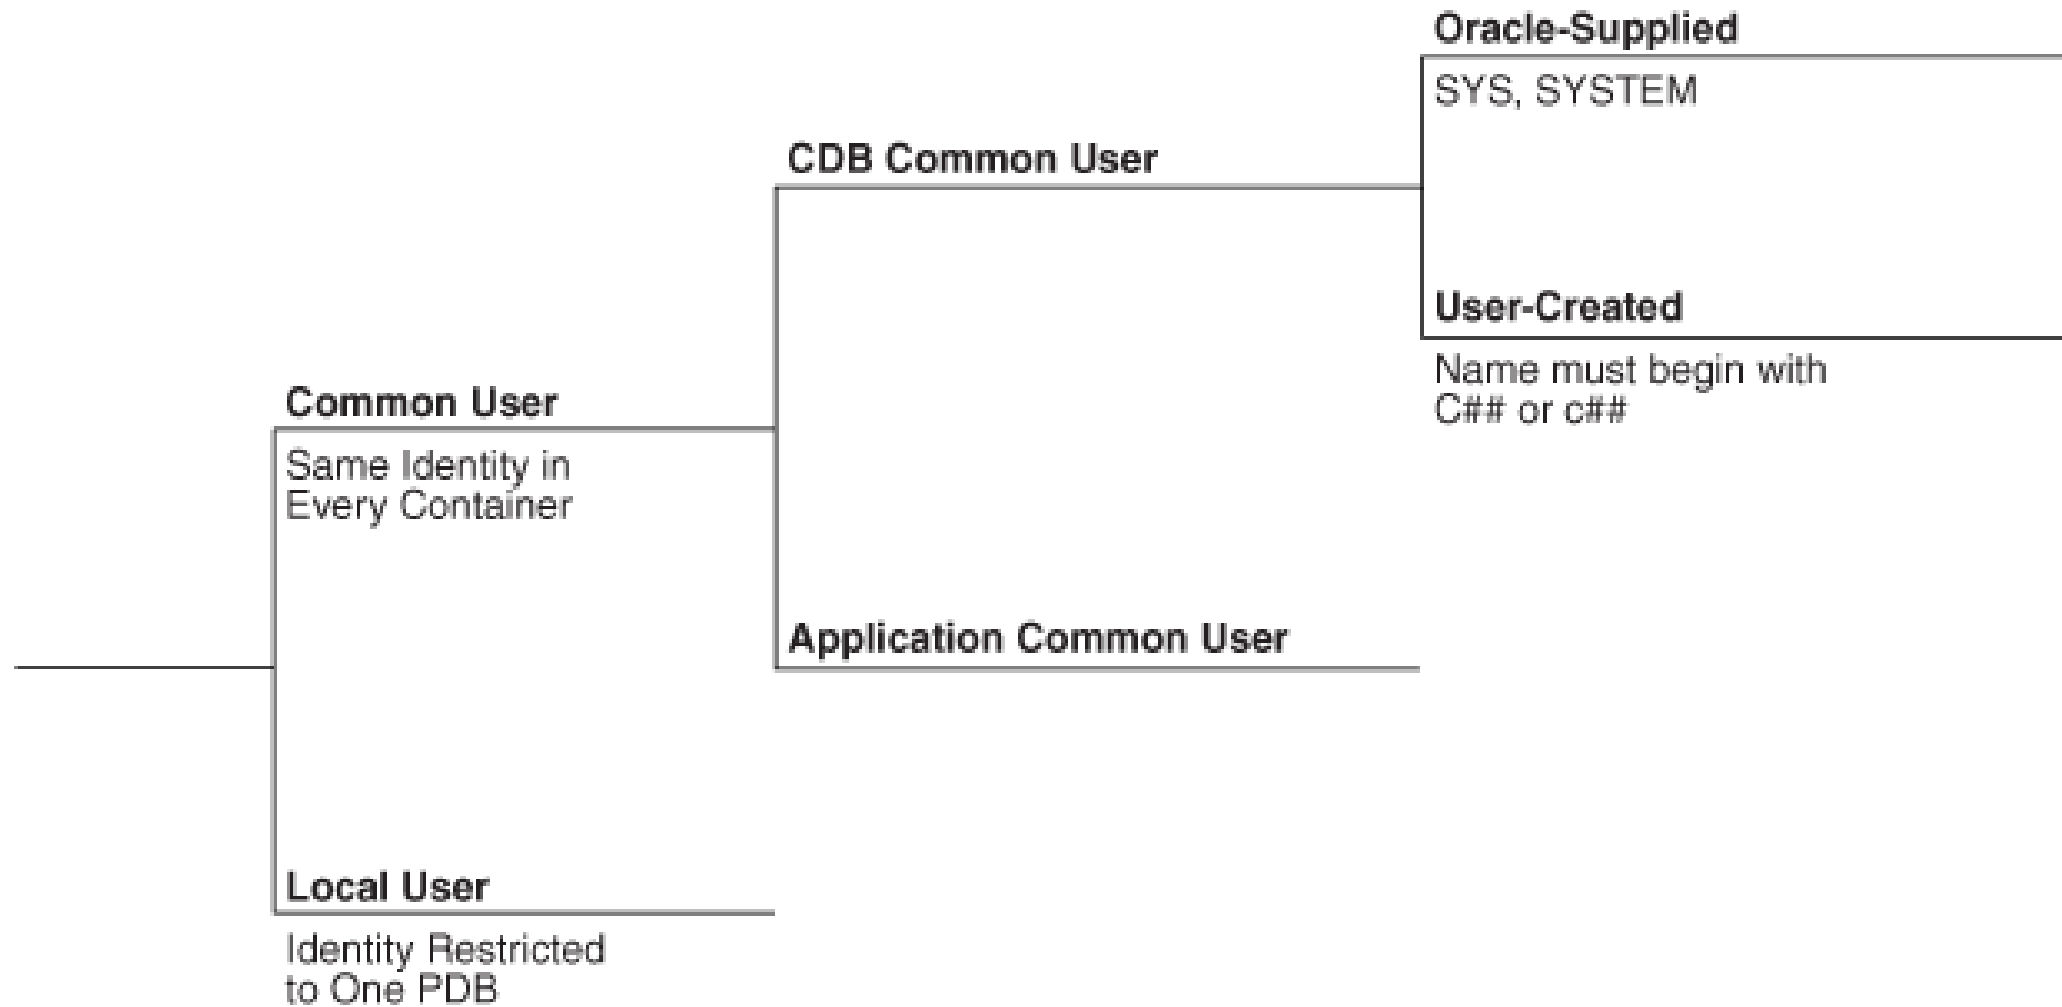 Oracle-Supplied
SYS, SYSTEM
CDB Common User
User-Created
Name must begin with
C## or c##
Common User
Same Identity in
Every Container
Application Common User
Local User
Identity Restricted
to One PDB